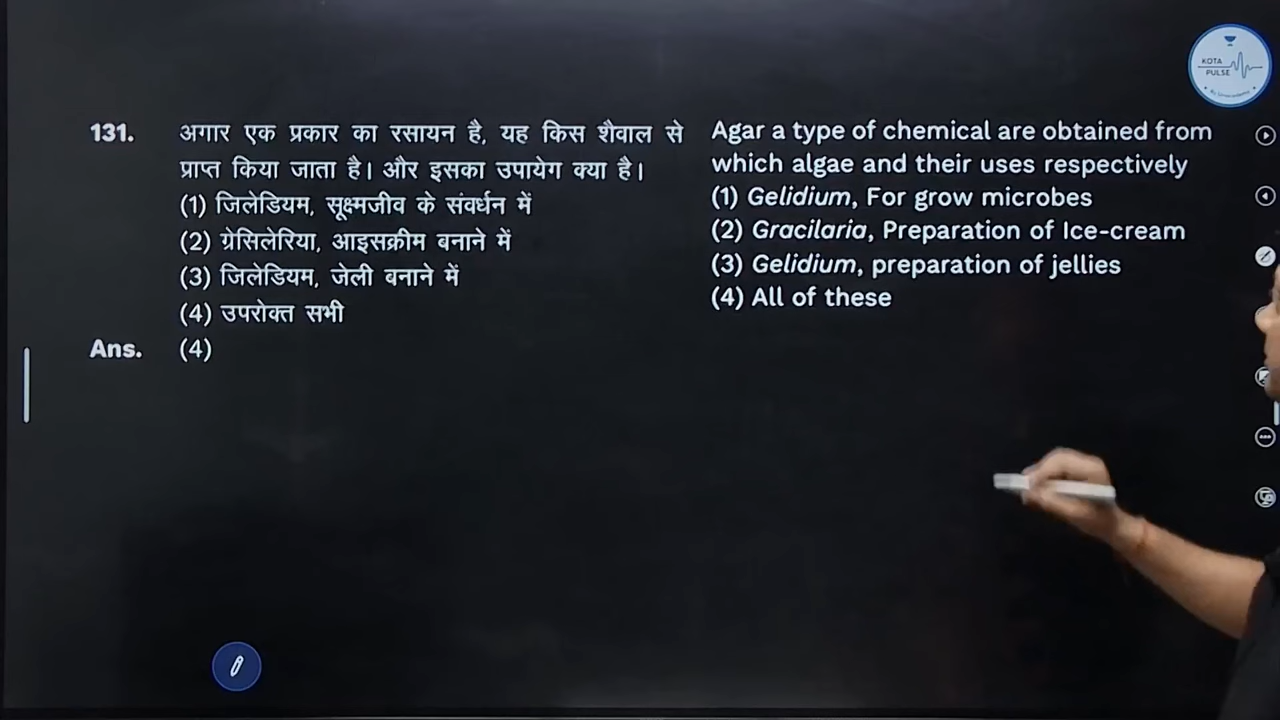 KOTA
PULSE
131. अगार एक प्रकार का रसायन है, यह किस शैवाल से
प्राप्त किया जाता है। और इसका उपायेग क्या है।
(1) जिलेडियम, सूक्ष्मजीव के संवर्धन में
(2) ग्रेसिलेरिया, आइसक्रीम बनाने में
(3) जिलेडियम, जेली बनाने में
(4) उपरोक्त सभी
Ans. (4)
Agar a type of chemical are obtained from
which algae and their uses respectively
(1) Gelidium, For grow microbes
(2) Gracilaria, Preparation of Ice-cream
(3) Gelidium, preparation of jellies
(4) All of these